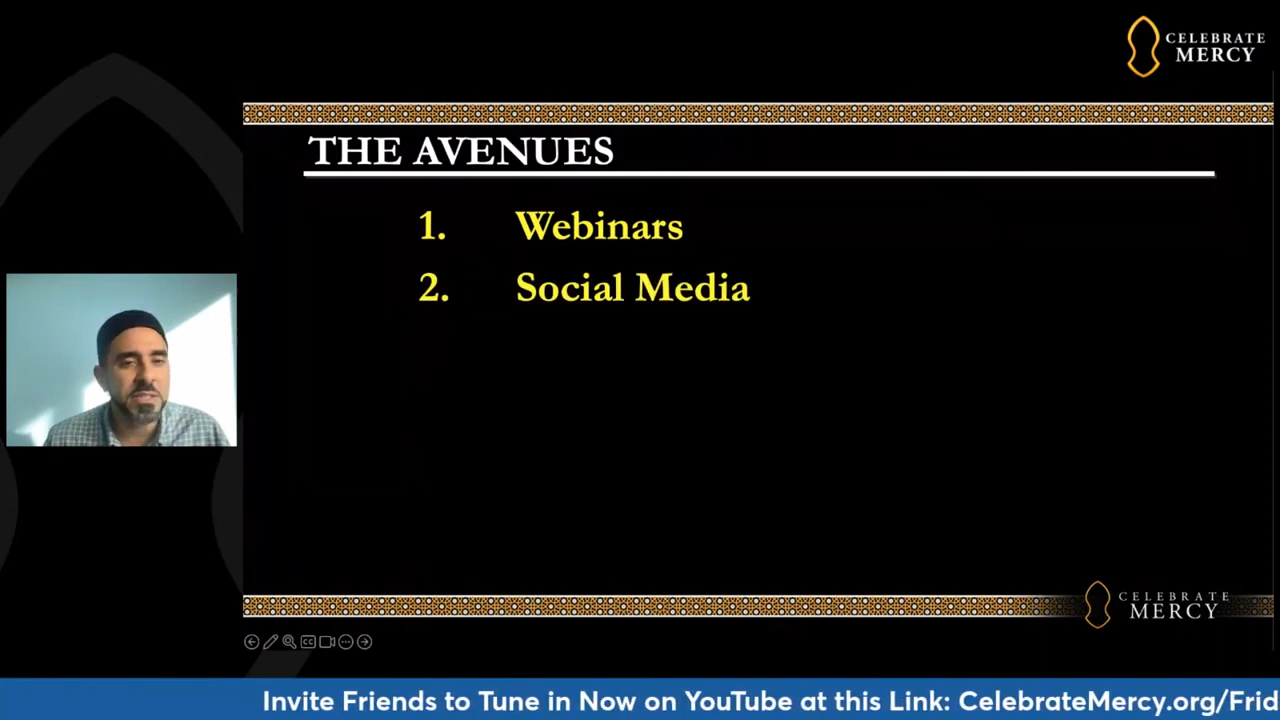 CELEBRATE
MERCY
THE AVENUES
1. Webinars
2. Social Media
CELEBRATE
MERCY
CC
Invite Friends to Tune in Now on YouTube at this Link: CelebrateMercy.org/Frid